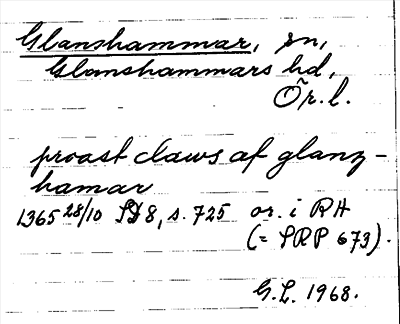 Glanshammar, sn,
Glanshammars hd,
Ör.l.
proast claws af glanz-
hamar
1365 28/10 SD 8, s. 725 or. i RH
(= SRP 673).
G.L. 1968.